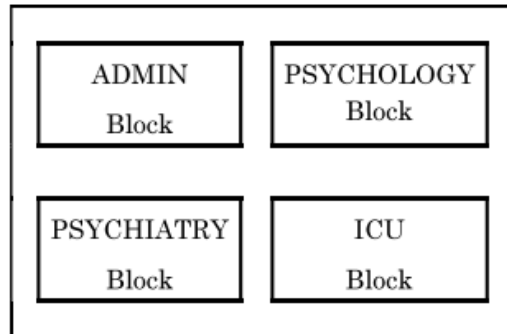 ADMIN
Block
PSYCHOLOGY
Block
PSYCHIATRY
Block
ICU
Block